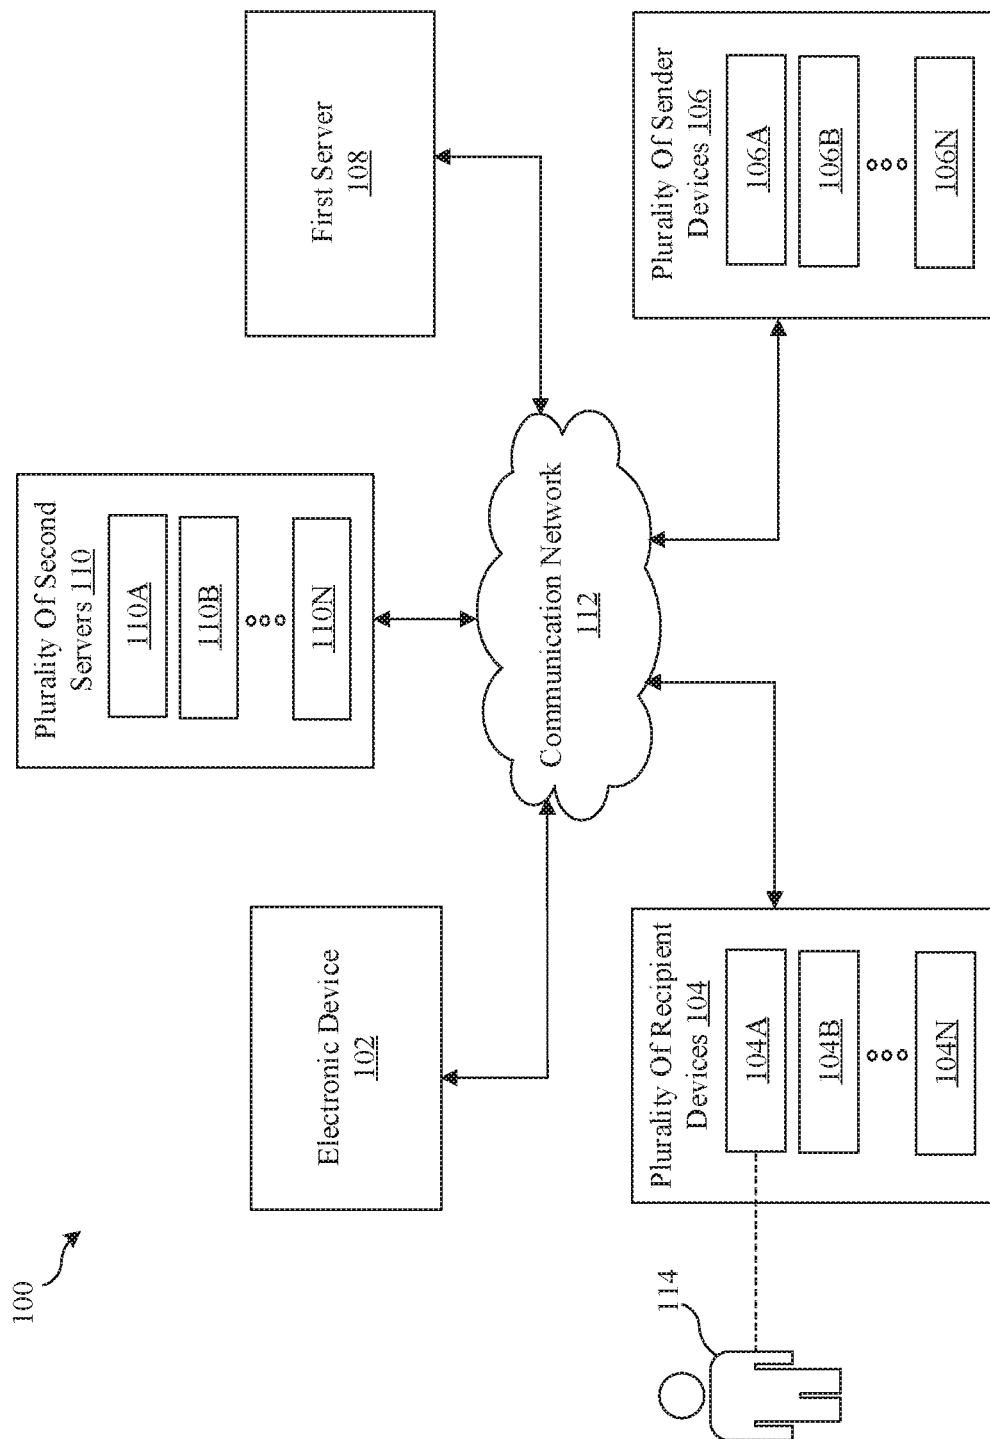 100
Plurality Of Second
Servers 110
110A
110B
110N
Electronic Device
102
First Server
108
Communication Network
112
114
Plurality Of Recipient
Devices 104
104A
104B
104N
Plurality Of Sender
Devices 106
106A
106B
106N